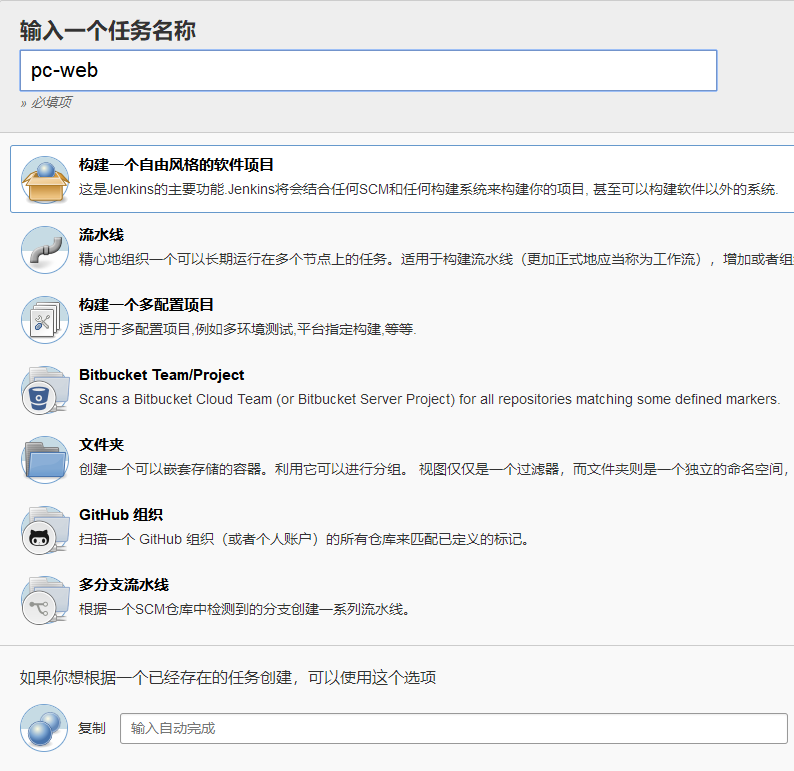 输入一个任务名称
pc-web
» 必填项
构建一个自由风格的软件项目
这是Jenkins的主要功能.Jenkins将会结合任何SCM和任何构建系统来构建你的项目, 甚至可以构建软件以外的系统.
流水线
精心地组织一个可以长期运行在多个节点上的任务。适用于构建流水线（更加正式地应当称为工作流），增加或者组
构建一个多配置项目
适用于多配置项目,例如多环境测试,平台指定构建,等等.
Bitbucket Team/Project
Scans a Bitbucket Cloud Team (or Bitbucket Server Project) for all repositories matching some defined markers.
文件夹
创建一个可以嵌套存储的容器。利用它可以进行分组。 视图仅仅是一个过滤器，而文件夹则是一个独立的命名空间，
GitHub 组织
扫描一个 GitHub 组织（或者个人账户）的所有仓库来匹配已定义的标记。
多分支流水线
根据一个SCM仓库中检测到的分支创建一系列流水线。
如果你想根据一个已经存在的任务创建，可以使用这个选项
复制 输入自动完成